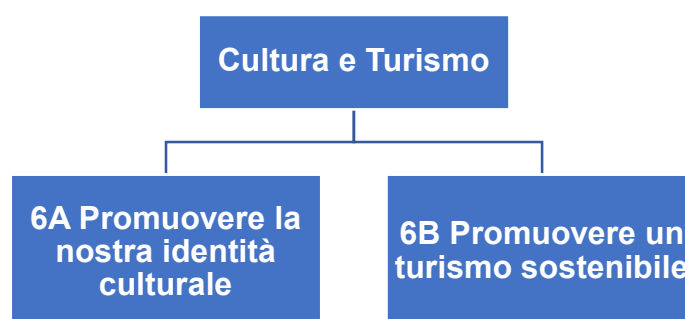 Cultura e Turismo
6A Promuovere la
nostra identità
culturale
6B Promuovere un
turismo sostenibile